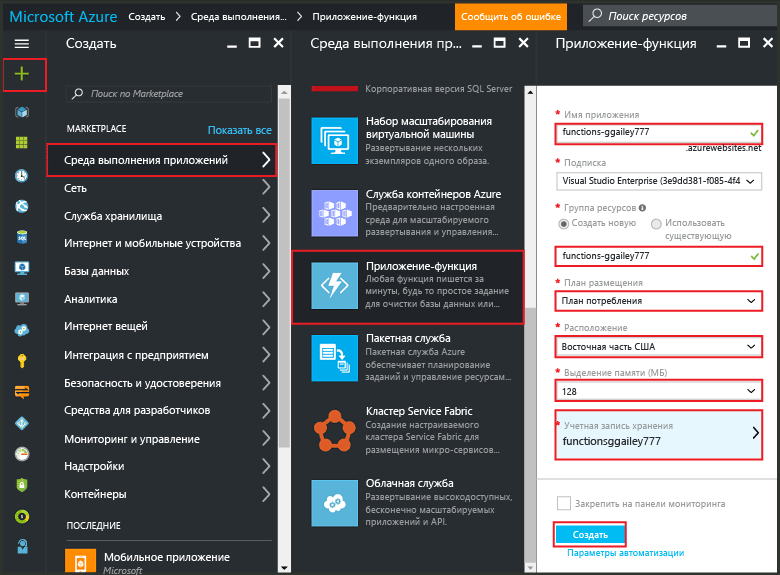 Microsoft Azure Создать Среда выполнения... Приложение-функция Сообщить об ошибке Поиск ресурсов
Создать
Поиск по Marketplace
MARKETPLACE Показать все
Среда выполнения приложений
Сеть
Служба хранилища
Интернет и мобильные устройства
Базы данных
Аналитика
Интернет вещей
Интеграция с предприятием
Безопасность и удостоверения
Средства для разработчиков
Мониторинг и управление
Надстройки
Контейнеры
ПОСЛЕДНИЕ
Мобильное приложение
Microsoft
Среда выполнения пр...
Корпоративная версия SQL Server
Набор масштабирования
виртуальной машины
Развертывание нескольких
экземпляров одного образа.
Служба контейнеров Azure
Предварительно настроенная
среда для масштабируемого
развертывания и управления...
Приложение-функция
Любая функция пишется за
минуты, будь то простое задание
для очистки базы данных или...
Пакетная служба
Пакетная служба Azure
обеспечивает планирование
заданий и управление ресурсам...
Кластер Service Fabric
Создание настраиваемого
кластера Service Fabric для
размещения микро-сервисов...
Облачная служба
Развертывание высокодоступных,
бесконечно масштабируемых
приложений и API.
Приложение-функция
* Имя приложения
functions-ggailey777
.azurewebsites.net
* Подписка
Visual Studio Enterprise (3e9dd381-f085-4f4
* Группа ресурсов
Создать новую Использовать
существующую
functions-ggailey777
* План размещения
План потребления
* Расположение
Восточная часть США
* Выделение памяти (МБ)
128
* Учетная запись хранения
functionsggailey777
Закрепить на панели мониторинга
Создать
Параметры автоматизации